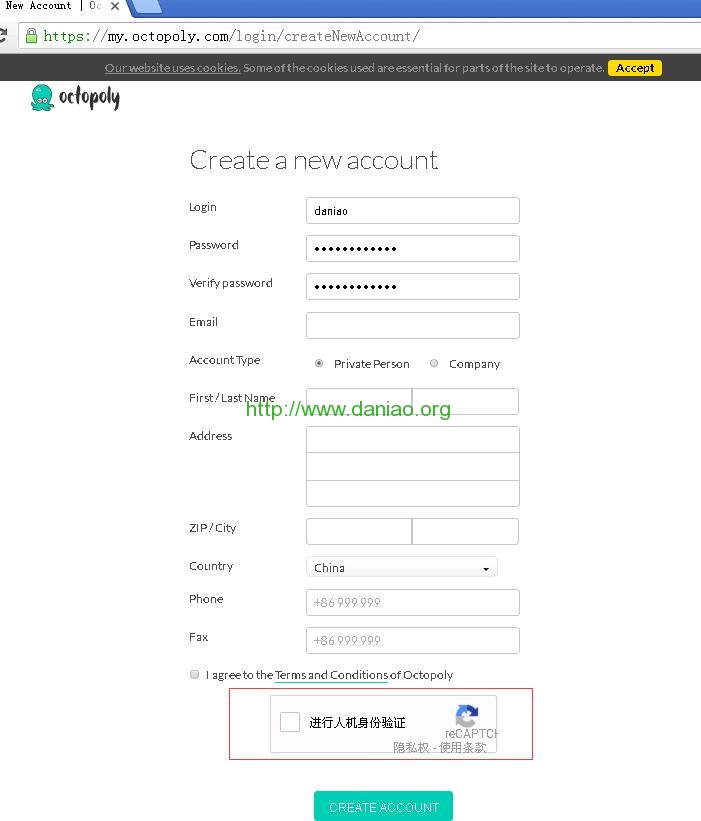 New Account | Oc
https://my.octopoly.com/login/createNewAccount/
Our website uses cookies. Some of the cookies used are essential for parts of the site to operate. Accept
octopoly
Create a new account
Login daniao
Password ••••••••••••
Verify password ••••••••••••
Email
Account Type Private Person Company
First / Last Name
http://www.daniao.org
Address
ZIP / City
Country China
Phone +86 999 999
Fax +86 999 999
I agree to the Terms and Conditions of Octopoly
进行人机身份验证
reCAPTCH
隐私权 - 使用条款
CREATE ACCOUNT